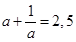 a + 1/a = 2,5